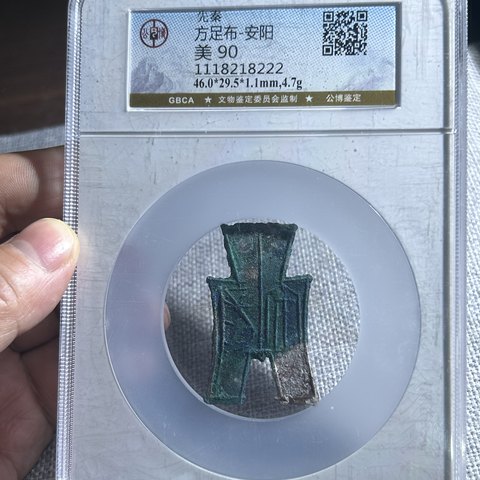 先秦
方足布-安阳
美 90
1118218222
46.0*29.5*1.1mm,4.7g
GBCA ★ 文物鉴定委员会监制 ★ 公博鉴定